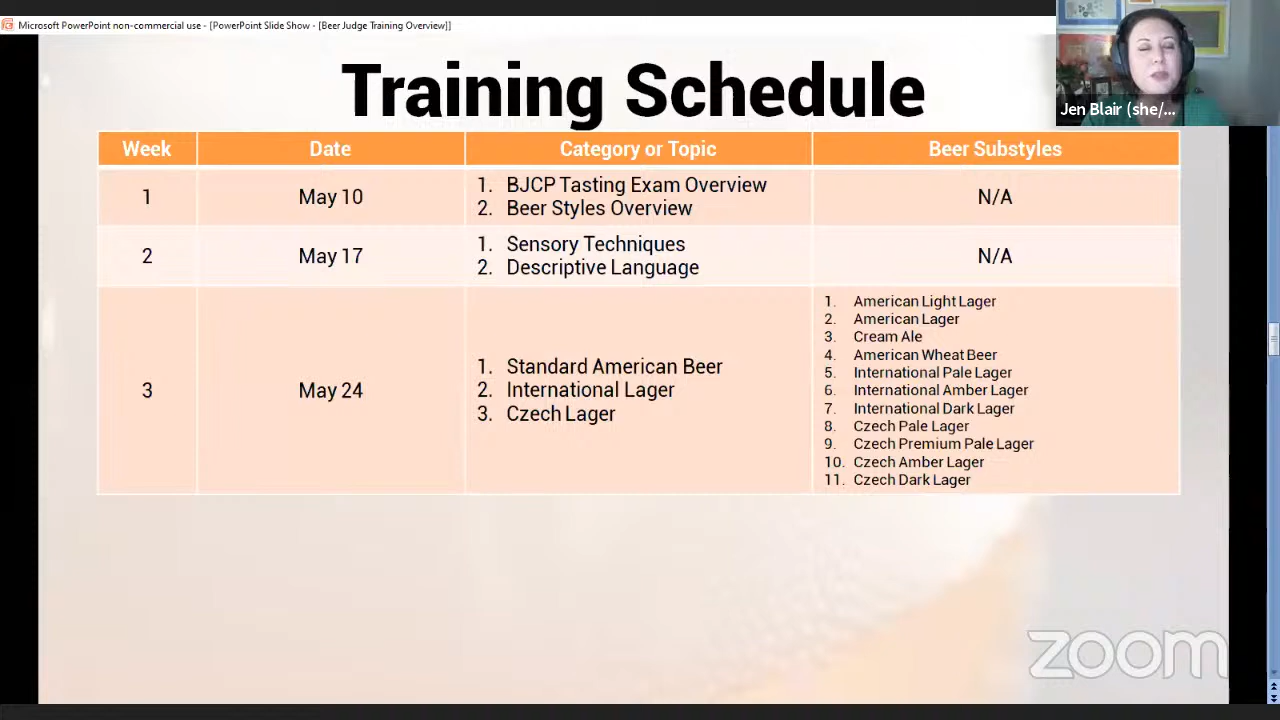 Microsoft PowerPoint non-commercial use - [PowerPoint Slide Show - [Beer Judge Training Overview]]
Training Schedule
Jen Blair (she/...
Week Date Category or Topic Beer Substyles
1 May 10 1. BJCP Tasting Exam Overview N/A
2. Beer Styles Overview
2 May 17 1. Sensory Techniques N/A
2. Descriptive Language
3 May 24 1. Standard American Beer
2. International Lager
3. Czech Lager
1. American Light Lager
2. American Lager
3. Cream Ale
4. American Wheat Beer
5. International Pale Lager
6. International Amber Lager
7. International Dark Lager
8. Czech Pale Lager
9. Czech Premium Pale Lager
10. Czech Amber Lager
11. Czech Dark Lager
zoom